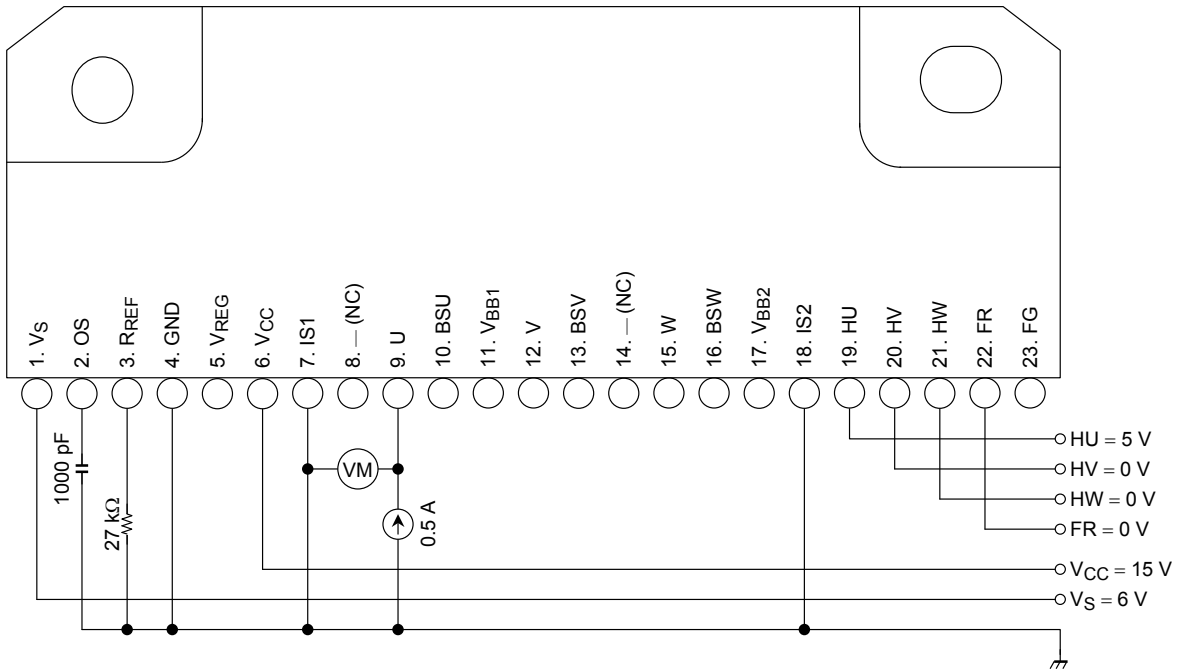 1. VS
2. OS
3. RREF
4. GND
5. VREG
6. VCC
7. IS1
8. — (NC)
9. U
10. BSU
11. VBB1
12. V
13. BSV
14. — (NC)
15. W
16. BSW
17. VBB2
18. IS2
19. HU
20. HV
21. HW
22. FR
23. FG
1000 pF
27 kΩ
VM
0.5 A
HU = 5 V
HV = 0 V
HW = 0 V
FR = 0 V
VCC = 15 V
VS = 6 V